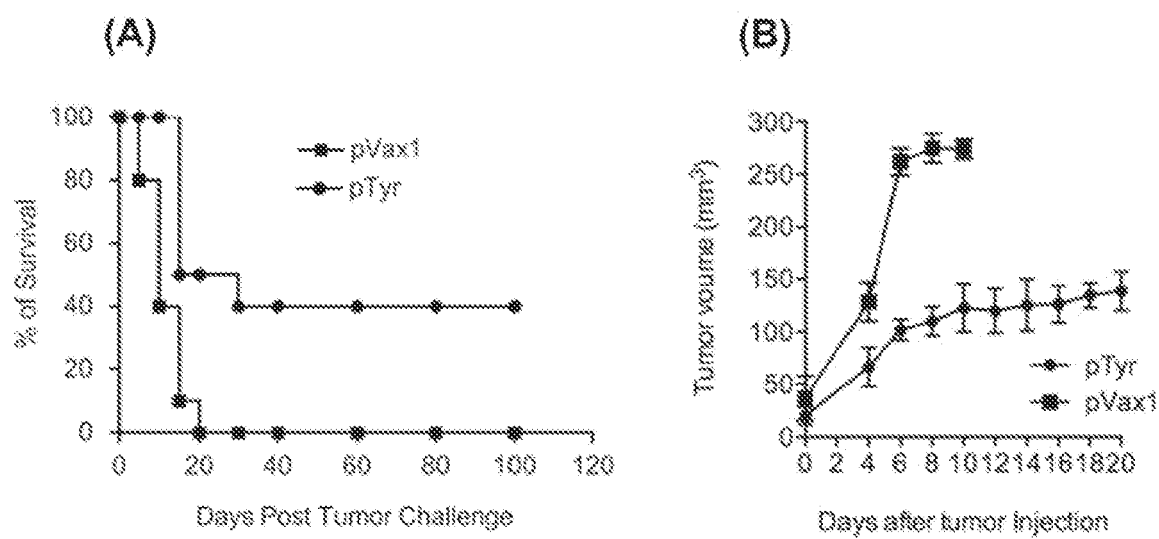 (A)
(B)
% of Survival
100
80
60
40
20
0
pVax1
pTyr
0 20 40 60 80 100 120
Days Post Tumor Challenge
Tumor volume (mm³)
300
250
200
150
100
50
0
pTyr
pVax1
0 2 4 6 8 10 12 14 16 18 20
Days after tumor Injection